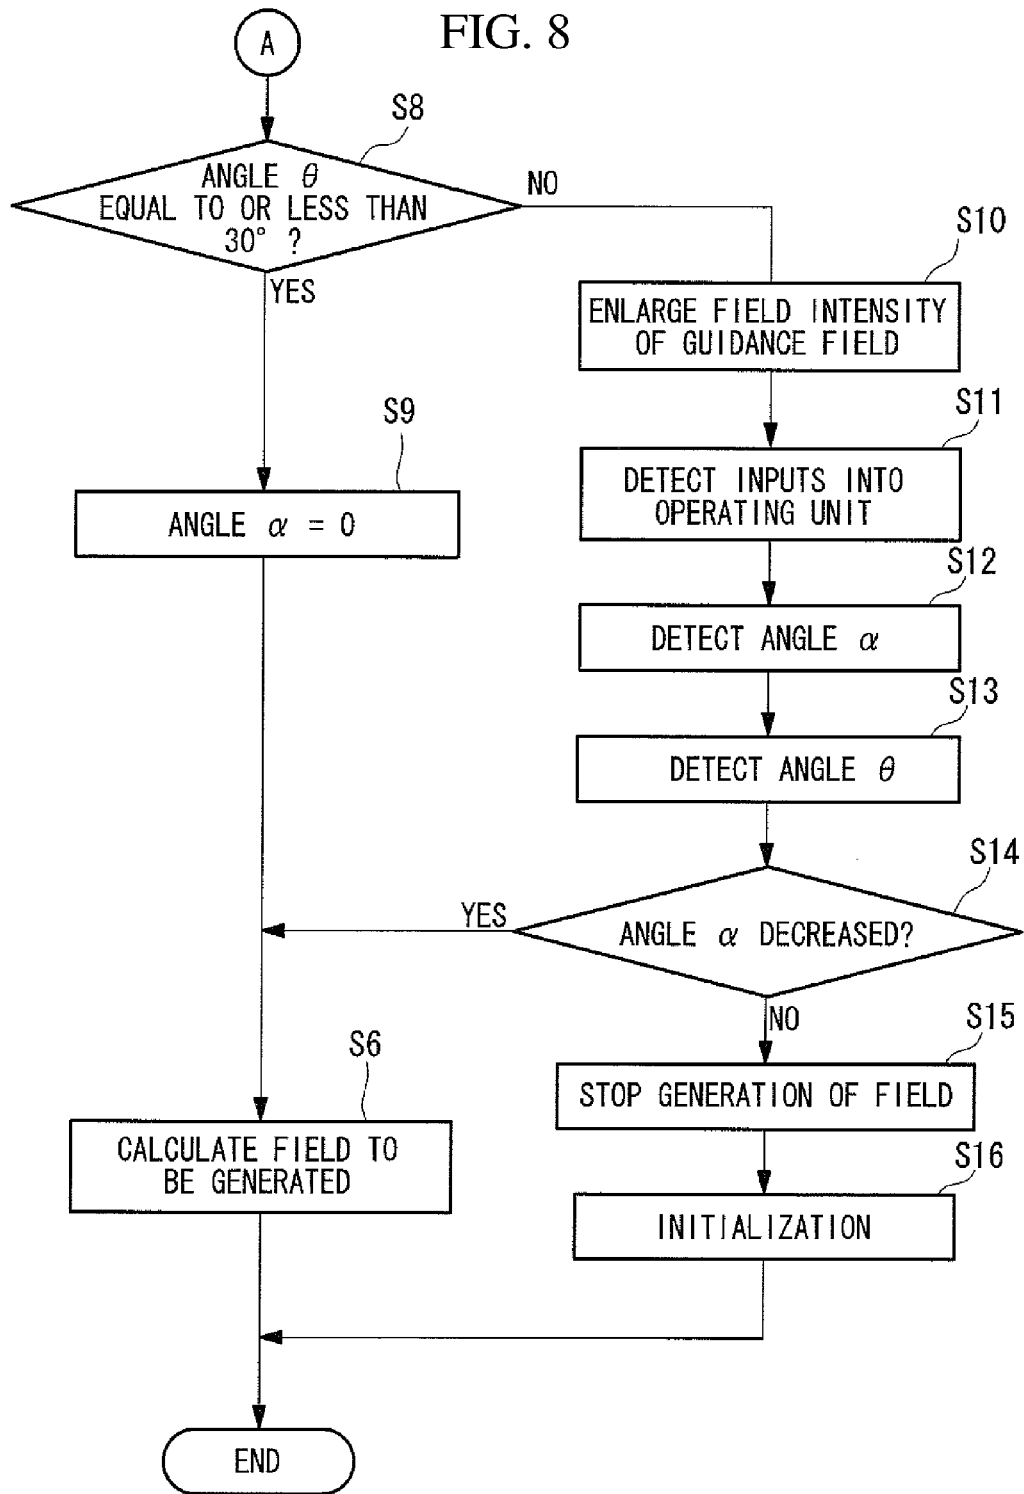 FIG. 8
A
S8
ANGLE θ
EQUAL TO OR LESS THAN
30° ?
NO
YES
S10
ENLARGE FIELD INTENSITY
OF GUIDANCE FIELD
S9
ANGLE α = 0
S11
DETECT INPUTS INTO
OPERATING UNIT
S12
DETECT ANGLE α
S13
DETECT ANGLE θ
S14
ANGLE α DECREASED?
YES
NO
S15
STOP GENERATION OF FIELD
S6
CALCULATE FIELD TO
BE GENERATED
S16
INITIALIZATION
END